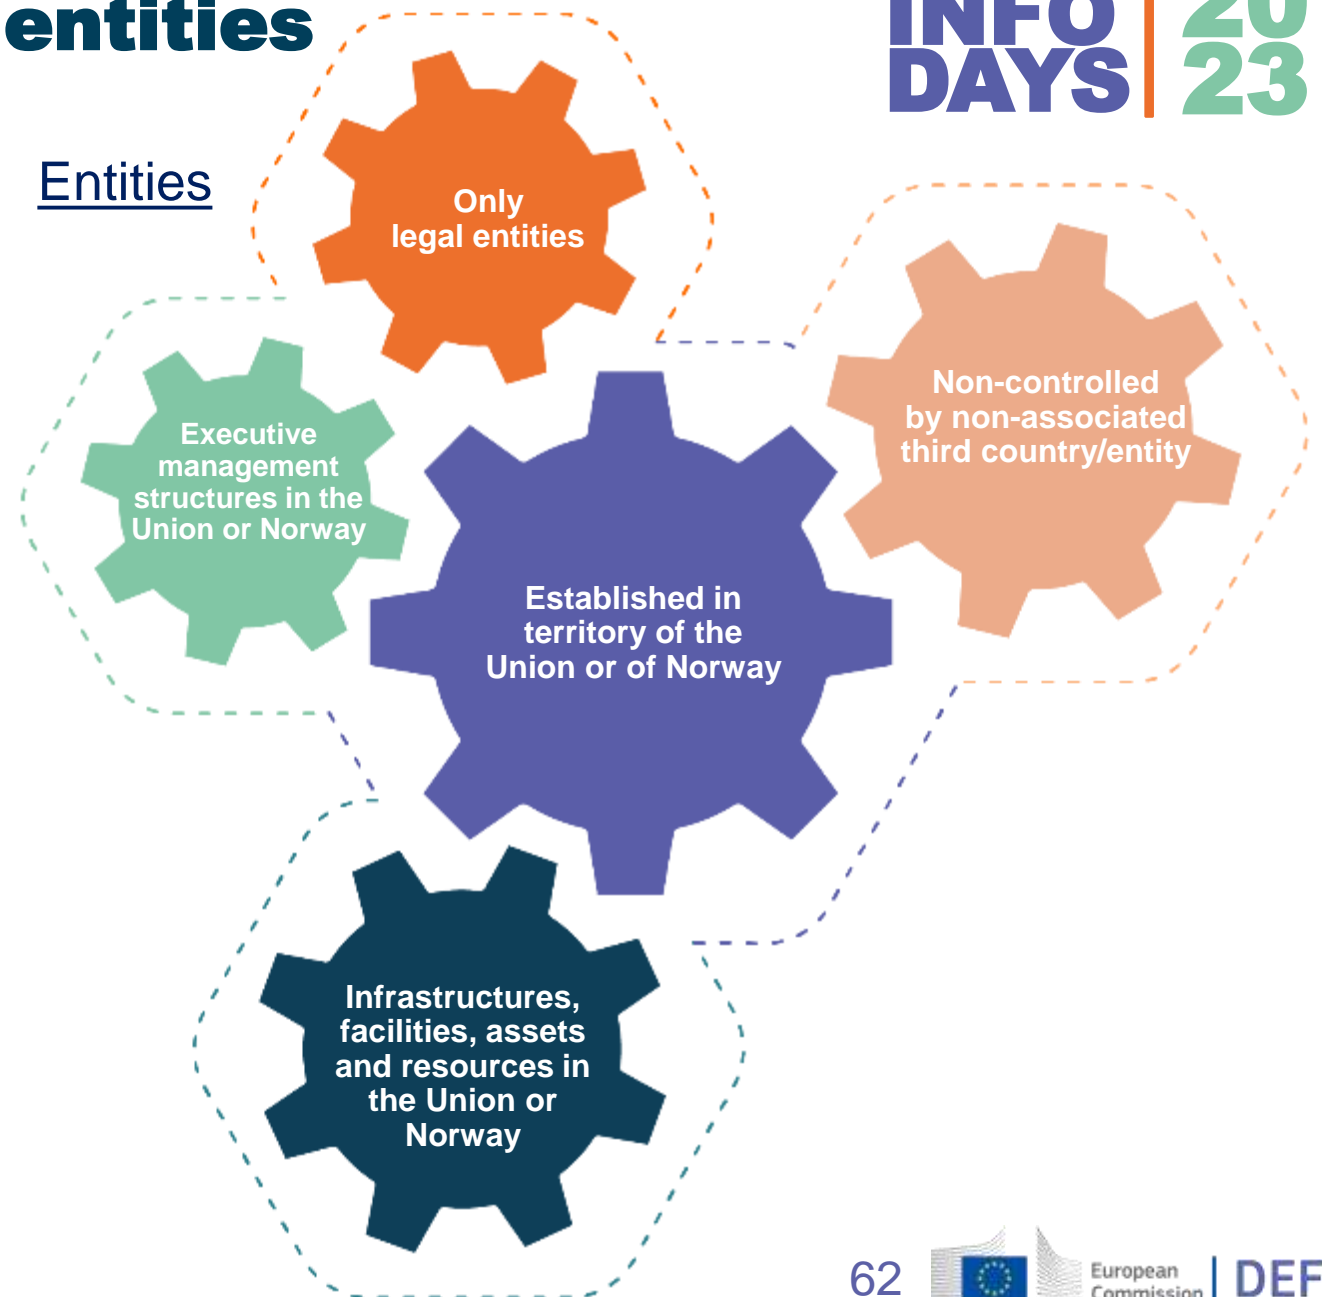 entities
INFO
DAYS
20
23
Entities
Only
legal entities
Non-controlled
by non-associated
third country/entity
Executive
management
structures in the
Union or Norway
Established in
territory of the
Union or of Norway
Infrastructures,
facilities, assets
and resources in
the Union or
Norway
62
European
Commission
DEF